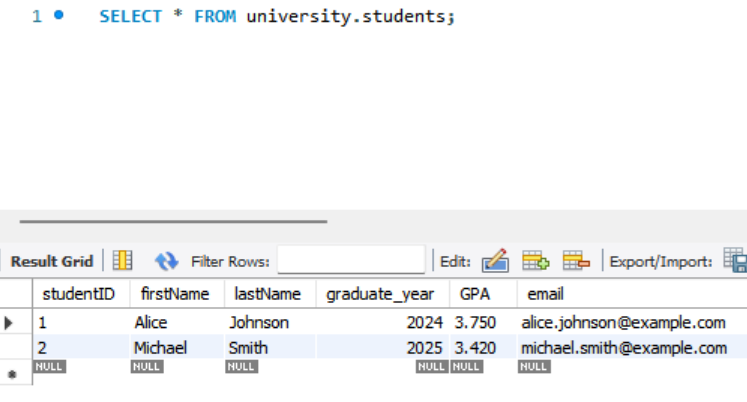 1 SELECT * FROM university.students;
Result Grid Filter Rows: Edit: Export/Import:
studentID firstName lastName graduate_year GPA email
1 Alice Johnson 2024 3.750 alice.johnson@example.com
2 Michael Smith 2025 3.420 michael.smith@example.com
NULL NULL NULL NULL NULL NULL